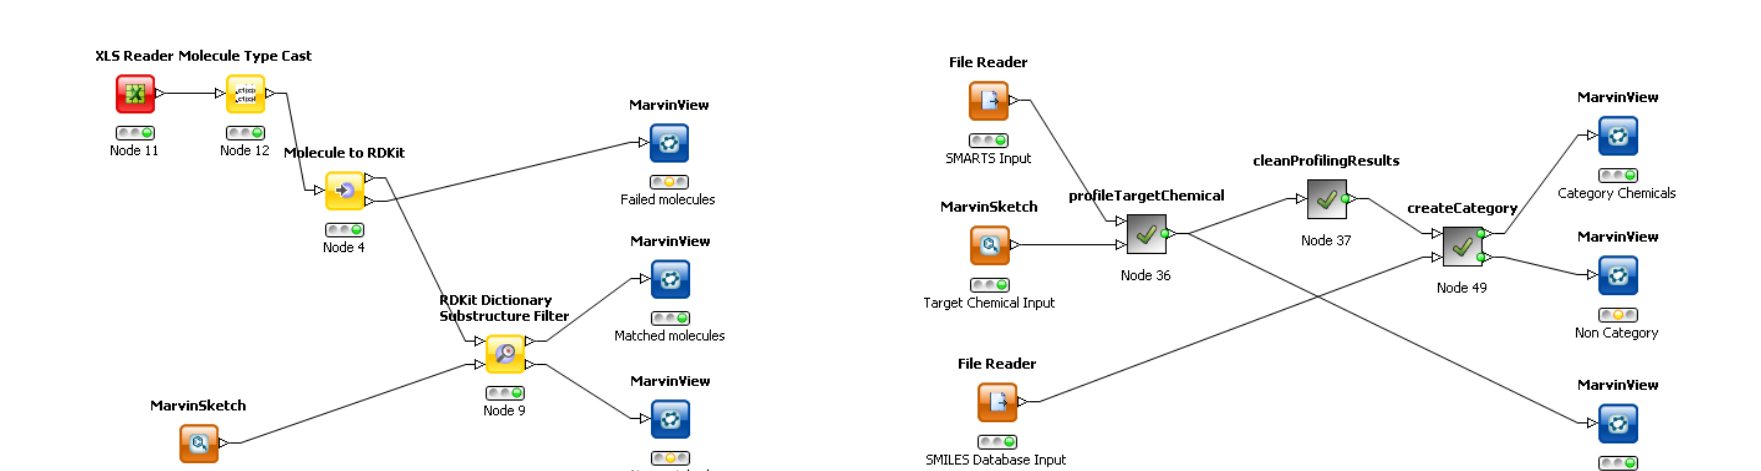 XLS Reader Molecule Type Cast
Node 11
Node 12
Molecule to RDKit
Node 4
MarvinView
Failed molecules
MarvinView
Matched molecules
RDKit Dictionary
Substructure Filter
Node 9
MarvinView
MarvinSketch
File Reader
SMARTS Input
MarvinSketch
Target Chemical Input
profileTargetChemical
Node 36
cleanProfilingResults
Node 37
createCategory
Node 49
MarvinView
Category Chemicals
MarvinView
Non Category
File Reader
SMILES Database Input
MarvinView